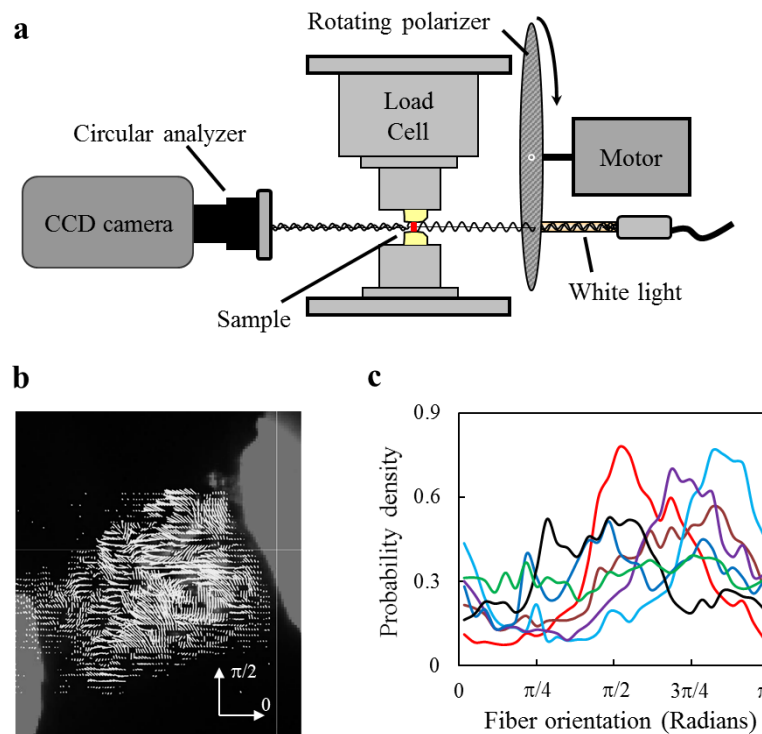 a
Rotating polarizer
Load
Cell
Circular analyzer
Motor
CCD camera
White light
Sample
b
π/2
0
c
Probability density
0.9
0.6
0.3
0
0
π/4
π/2
3π/4
π
Fiber orientation (Radians)